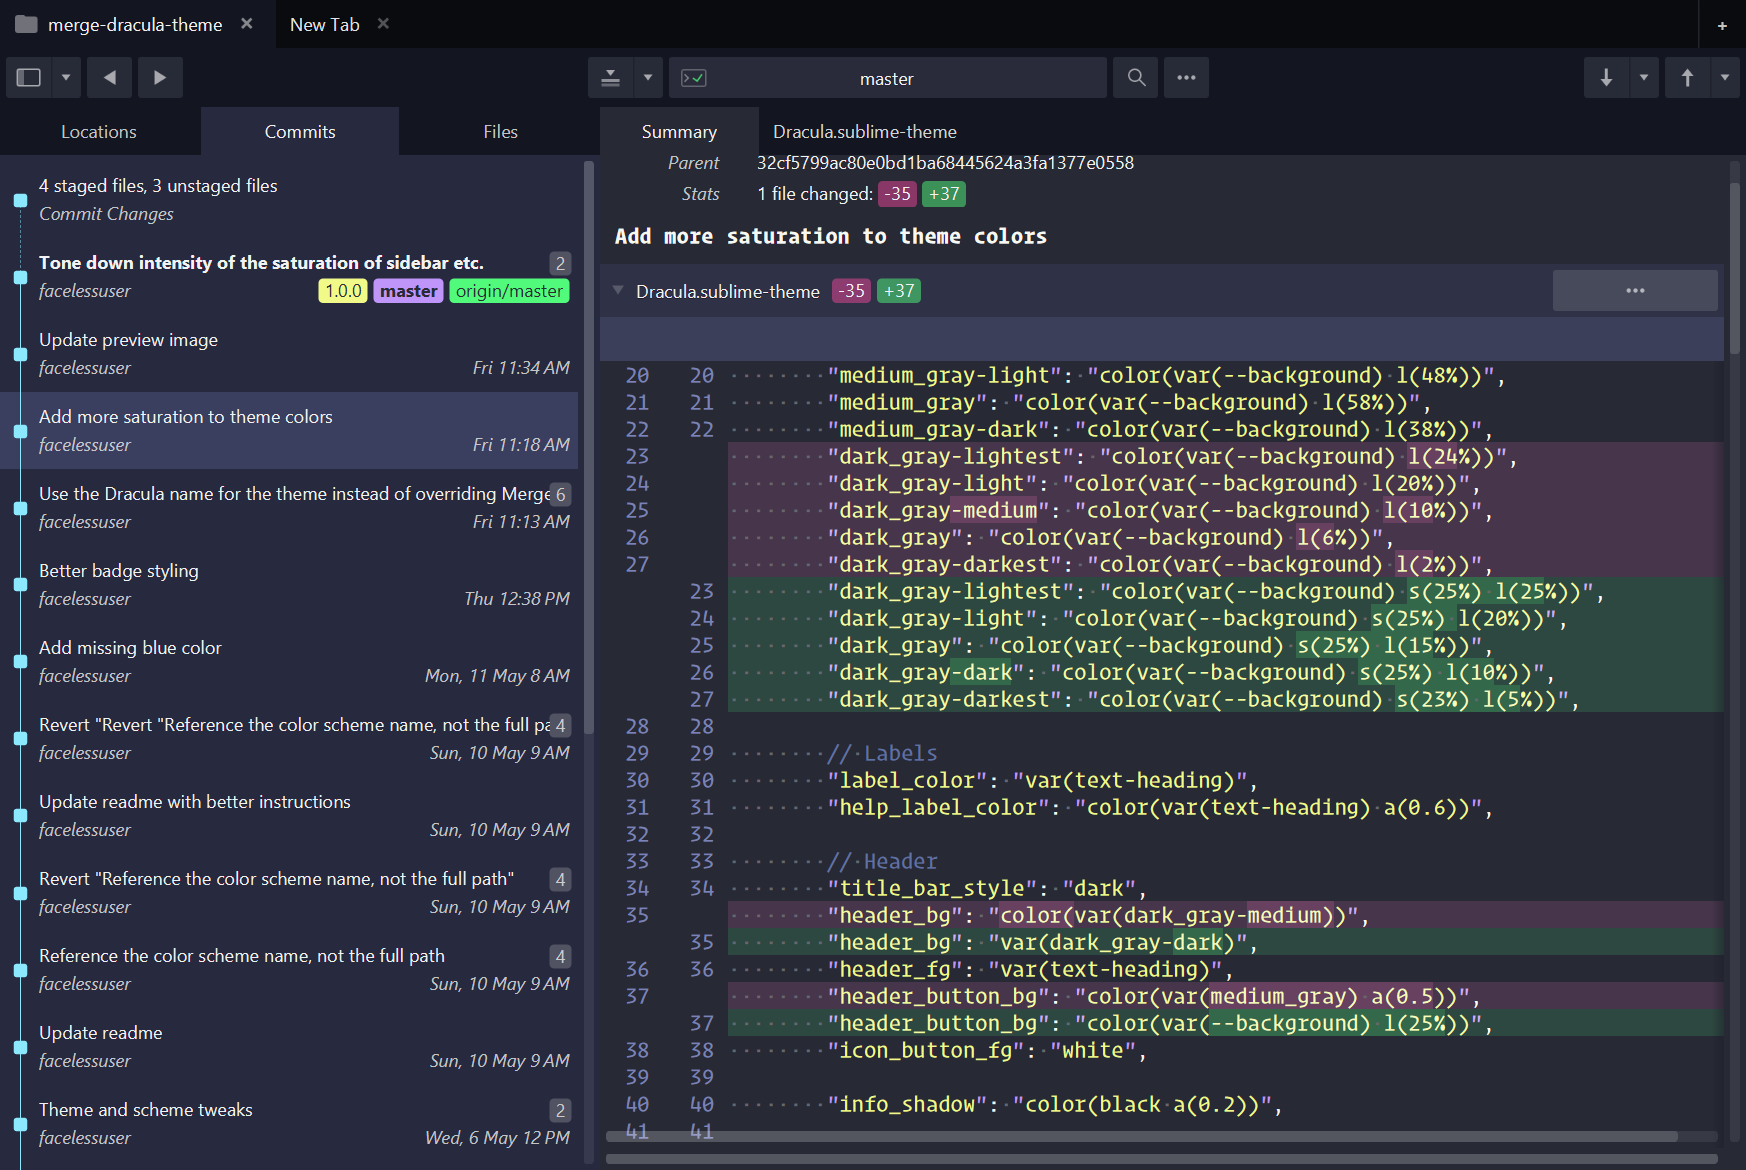 merge-dracula-theme
New Tab
master
Locations
Commits
Files
Summary
Dracula.sublime-theme
4 staged files, 3 unstaged files
Commit Changes
Tone down intensity of the saturation of sidebar etc. 2
facelessuser 1.0.0 master origin/master
Update preview image
facelessuser Fri 11:34 AM
Add more saturation to theme colors
facelessuser Fri 11:18 AM
Use the Dracula name for the theme instead of overriding Merge 6
facelessuser Fri 11:13 AM
Better badge styling
facelessuser Thu 12:38 PM
Add missing blue color
facelessuser Mon, 11 May 8 AM
Revert "Revert "Reference the color scheme name, not the full pa 4
facelessuser Sun, 10 May 9 AM
Update readme with better instructions
facelessuser Sun, 10 May 9 AM
Revert "Reference the color scheme name, not the full path" 4
facelessuser Sun, 10 May 9 AM
Reference the color scheme name, not the full path 4
facelessuser Sun, 10 May 9 AM
Update readme
facelessuser Sun, 10 May 9 AM
Theme and scheme tweaks 2
facelessuser Wed, 6 May 12 PM
Parent 32cf5799ac80e0bd1ba68445624a3fa1377e0558
Stats 1 file changed: -35 +37
Add more saturation to theme colors
Dracula.sublime-theme -35 +37
20 20 "medium_gray-light": "color(var(--background) l(48%))",
21 21 "medium_gray": "color(var(--background) l(58%))",
22 22 "medium_gray-dark": "color(var(--background) l(38%))",
23 "dark_gray-lightest": "color(var(--background) l(24%))",
24 "dark_gray-light": "color(var(--background) l(20%))",
25 "dark_gray-medium": "color(var(--background) l(10%))",
26 "dark_gray": "color(var(--background) l(6%))",
27 "dark_gray-darkest": "color(var(--background) l(2%))",
23 "dark_gray-lightest": "color(var(--background) s(25%) l(25%))",
24 "dark_gray-light": "color(var(--background) s(25%) l(20%))",
25 "dark_gray": "color(var(--background) s(25%) l(15%))",
26 "dark_gray-dark": "color(var(--background) s(25%) l(10%))",
27 "dark_gray-darkest": "color(var(--background) s(23%) l(5%))",
28 28
29 29 // Labels
30 30 "label_color": "var(text-heading)",
31 31 "help_label_color": "color(var(text-heading) a(0.6))",
32 32
33 33 // Header
34 34 "title_bar_style": "dark",
35 "header_bg": "color(var(dark_gray-medium))",
35 "header_bg": "var(dark_gray-dark)",
36 36 "header_fg": "var(text-heading)",
37 "header_button_bg": "color(var(medium_gray) a(0.5))",
37 "header_button_bg": "color(var(--background) l(25%))",
38 38 "icon_button_fg": "white",
39 39
40 40 "info_shadow": "color(black a(0.2))",
41 41